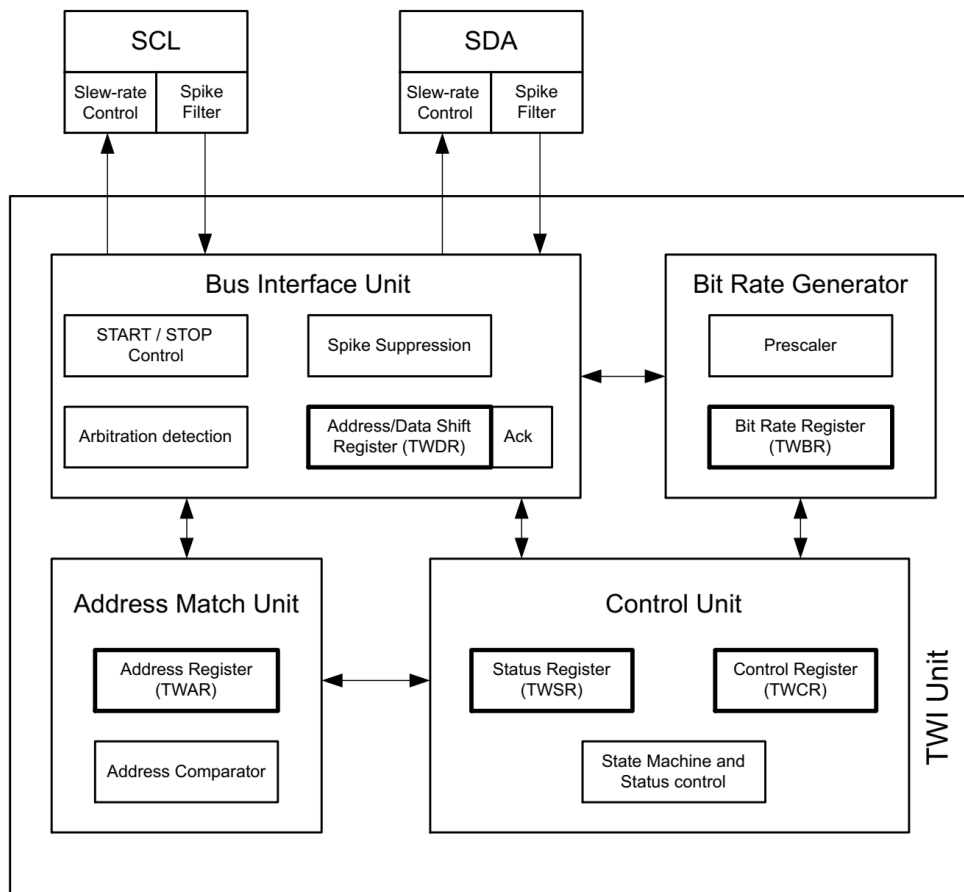 SCL
Slew-rate
Control
Spike
Filter
SDA
Slew-rate
Control
Spike
Filter
Bus Interface Unit
START / STOP
Control
Spike Suppression
Arbitration detection
Address/Data Shift
Register (TWDR)
Ack
Bit Rate Generator
Prescaler
Bit Rate Register
(TWBR)
Address Match Unit
Address Register
(TWAR)
Address Comparator
Control Unit
Status Register
(TWSR)
Control Register
(TWCR)
State Machine and
Status control
TWI Unit